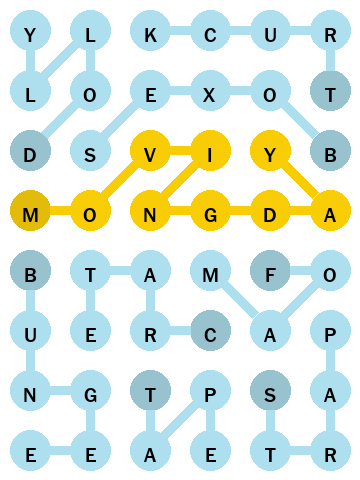 Y L K C U R
L O E X O T
D S V I Y B
M O N G D A
B T A M F O
U E R C A P
N G T P S A
E E A E T R